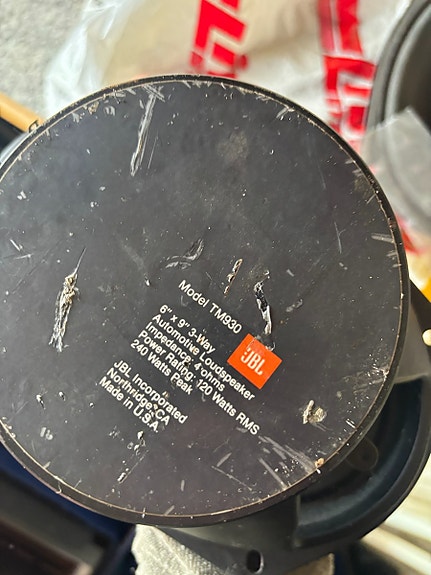 Model TM930
6" x 9" 3-Way
Automotive Loudspeaker
Impedance: 4 ohms
Power Rating: 120 Watts RMS
240 Watts Peak
JBL
JBL Incorporated
Northridge, CA
Made in U.S.A.